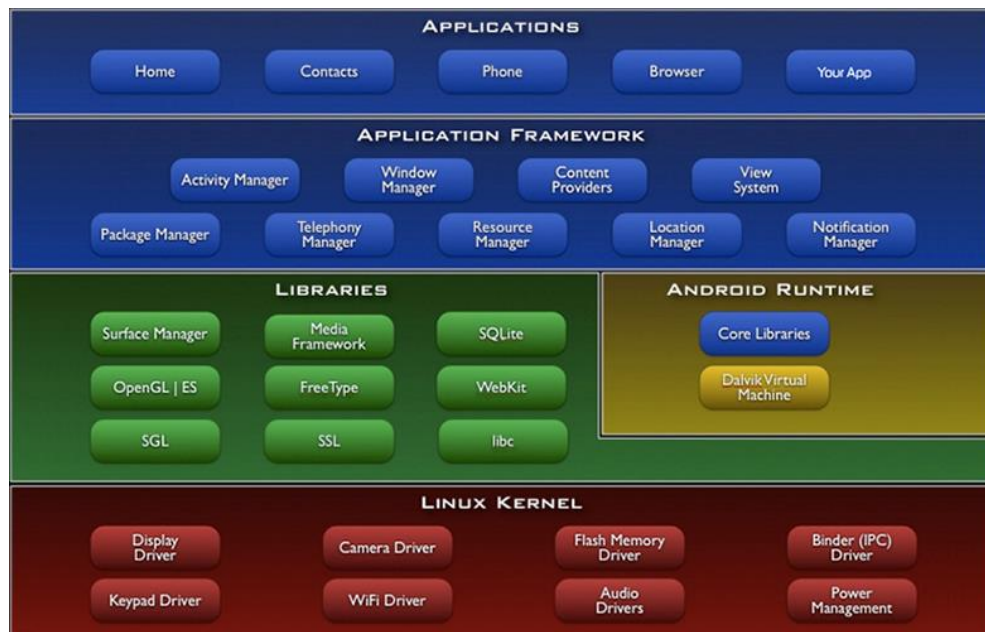 APPLICATIONS
Home
Contacts
Phone
Browser
Your App
APPLICATION FRAMEWORK
Activity Manager
Window
Manager
Content
Providers
View
System
Package Manager
Telephony
Manager
Resource
Manager
Location
Manager
Notification
Manager
LIBRARIES
Surface Manager
Media
Framework
SQLite
OpenGL | ES
FreeType
WebKit
SGL
SSL
libc
ANDROID RUNTIME
Core Libraries
Dalvik Virtual
Machine
LINUX KERNEL
Display
Driver
Camera Driver
Flash Memory
Driver
Binder (IPC)
Driver
Keypad Driver
WiFi Driver
Audio
Drivers
Power
Management